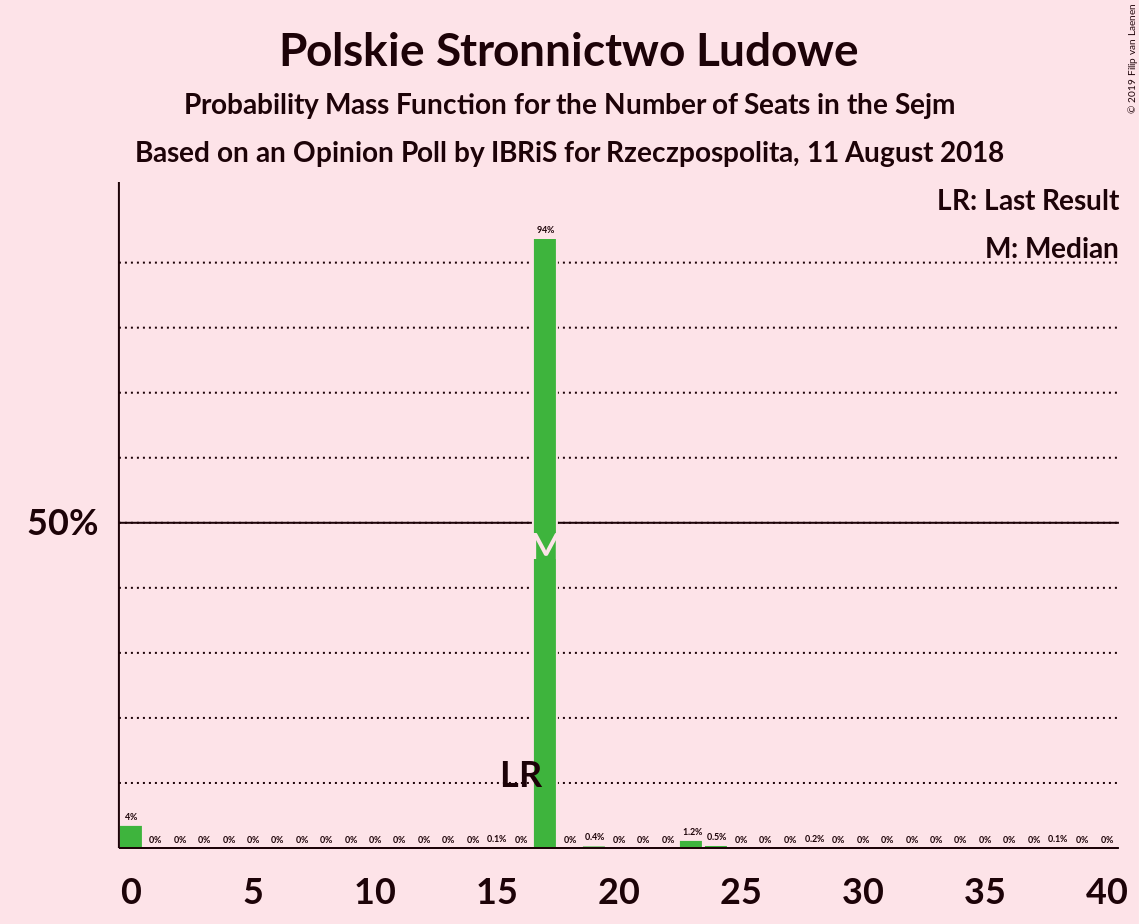 Polskie Stronnictwo Ludowe
Probability Mass Function for the Number of Seats in the Sejm
Based on an Opinion Poll by IBRiS for Rzeczpospolita, 11 August 2018
© 2019 Filip van Laenen
LR: Last Result
M: Median
94%
50%
M
LR
4% 0% 0% 0% 0% 0% 0% 0% 0% 0% 0% 0% 0% 0% 0% 0.1% 0% 0% 0.4% 0% 0% 0% 1.2% 0.5% 0% 0% 0% 0.2% 0% 0% 0% 0% 0% 0% 0% 0% 0% 0.1% 0% 0%
0 5 10 15 20 25 30 35 40